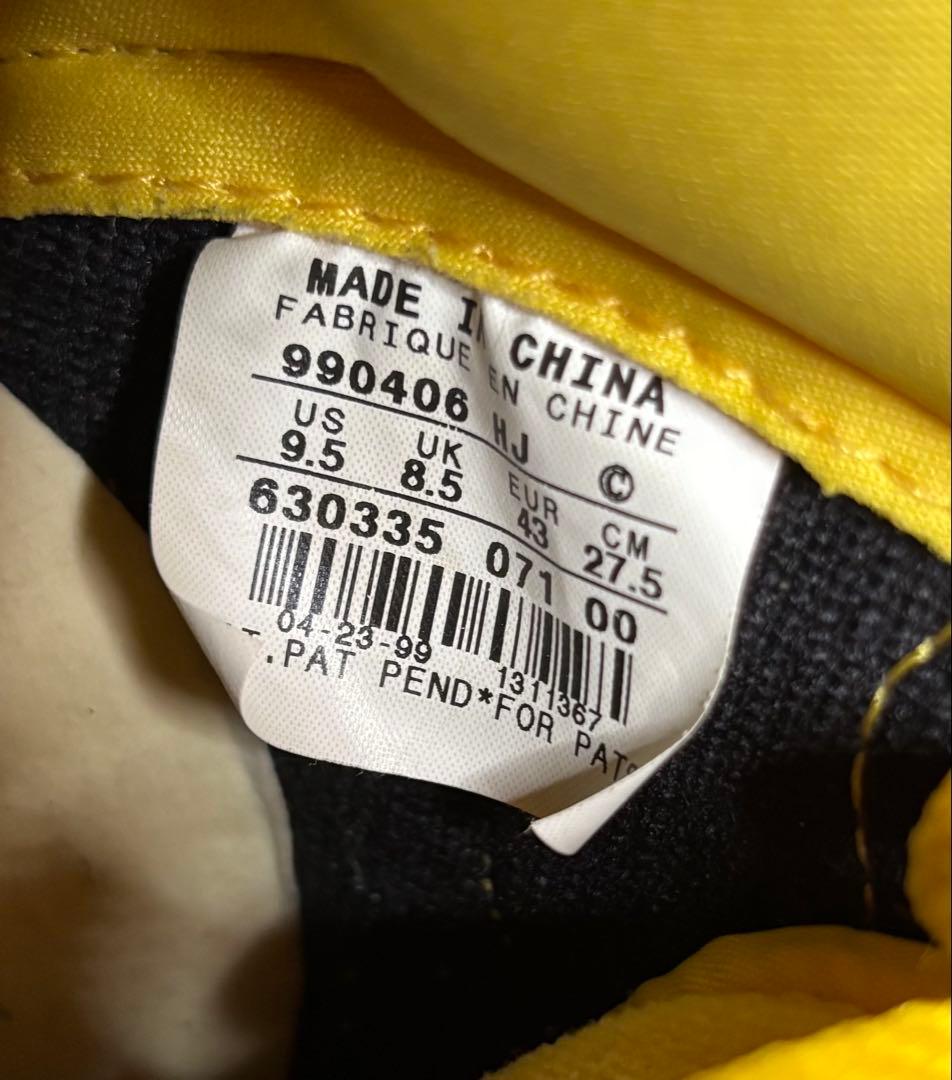 MADE IN CHINA
FABRIQUE EN CHINE
990406 HJ ©
US UK EUR CM
9.5 8.5 43 27.5
630335 071 00
04-23-99 1311367
T.PAT PEND*FOR PATS